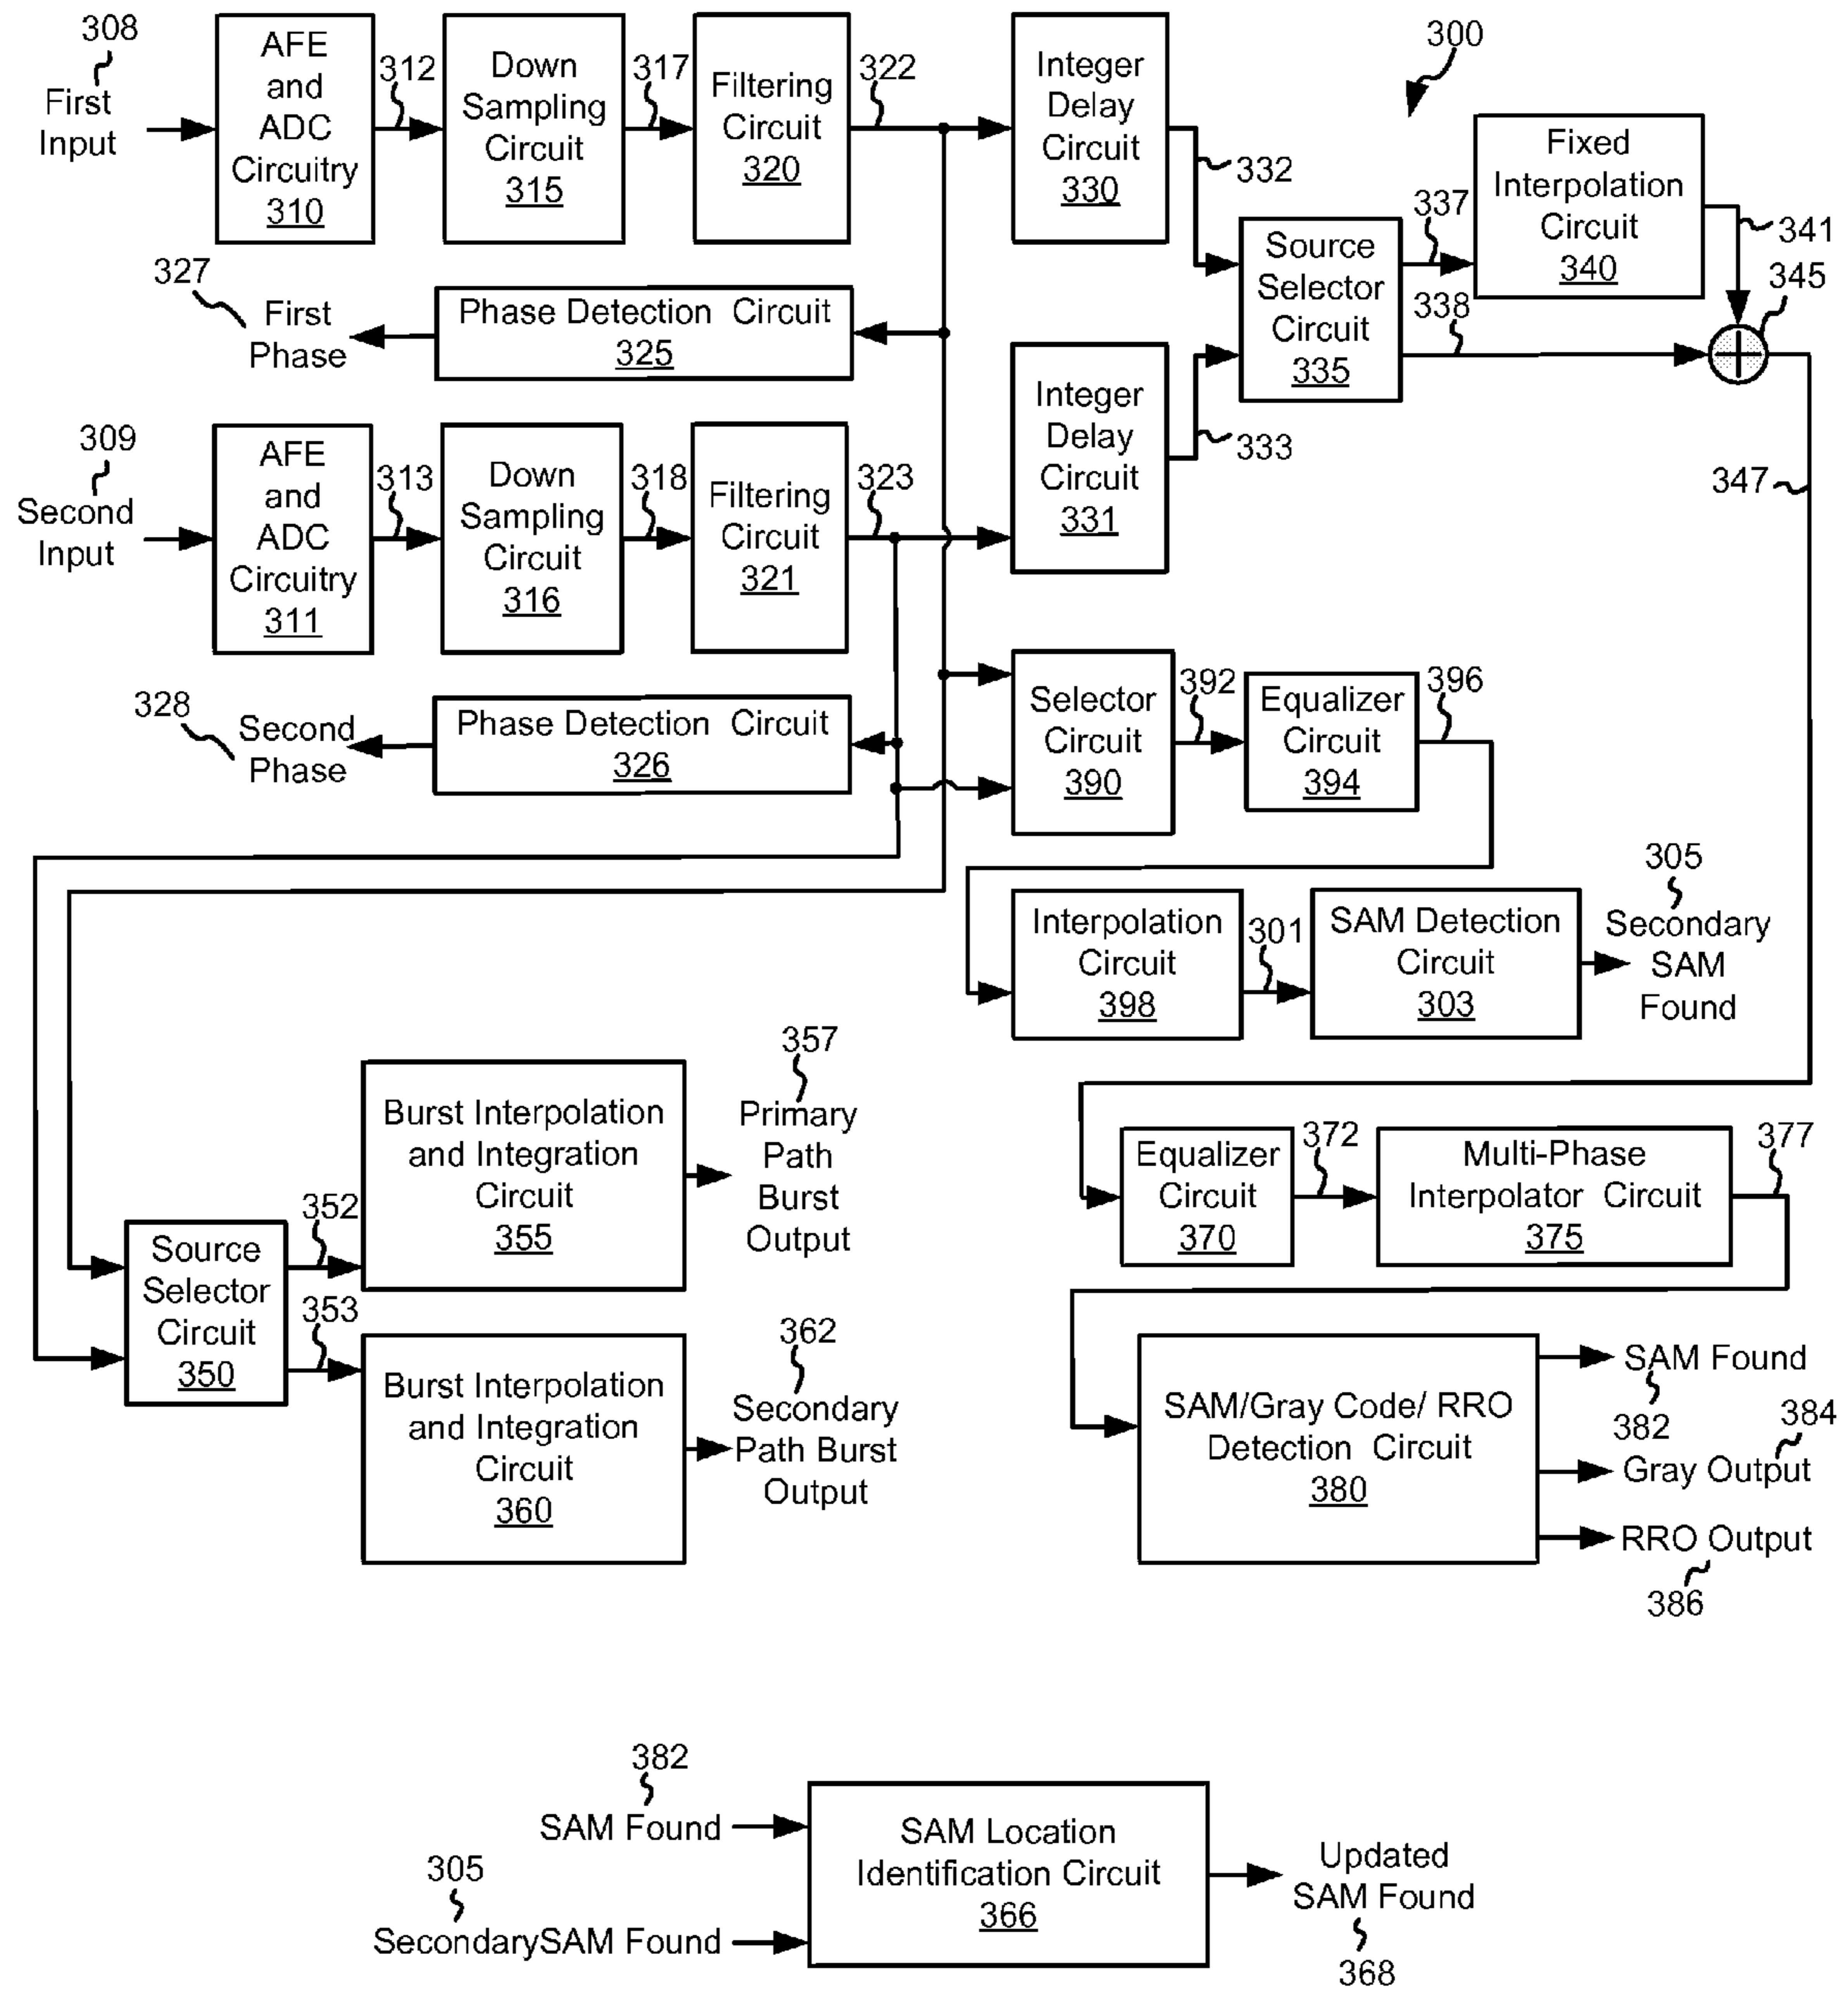 308
First
Input
AFE
and
ADC
Circuitry
310
312
Down
Sampling
Circuit
315
317
Filtering
Circuit
320
322
Integer
Delay
Circuit
330
332
300
Fixed
Interpolation
Circuit
340
341
345
337
338
Source
Selector
Circuit
335
327
First
Phase
Phase Detection Circuit
325
Integer
Delay
Circuit
331
333
347
309
Second
Input
AFE
and
ADC
Circuitry
311
313
Down
Sampling
Circuit
316
318
Filtering
Circuit
321
323
328
Second
Phase
Phase Detection Circuit
326
Selector
Circuit
390
392
Equalizer
Circuit
394
396
Interpolation
Circuit
398
301
SAM Detection
Circuit
303
305
Secondary
SAM
Found
Source
Selector
Circuit
350
352
353
Burst Interpolation
and Integration
Circuit
355
357
Primary
Path
Burst
Output
Burst Interpolation
and Integration
Circuit
360
362
Secondary
Path Burst
Output
Equalizer
Circuit
370
372
Multi-Phase
Interpolator Circuit
375
377
SAM/Gray Code/ RRO
Detection Circuit
380
SAM Found
382
384
Gray Output
RRO Output
386
382
SAM Found
305
SecondarySAM Found
SAM Location
Identification Circuit
366
Updated
SAM Found
368